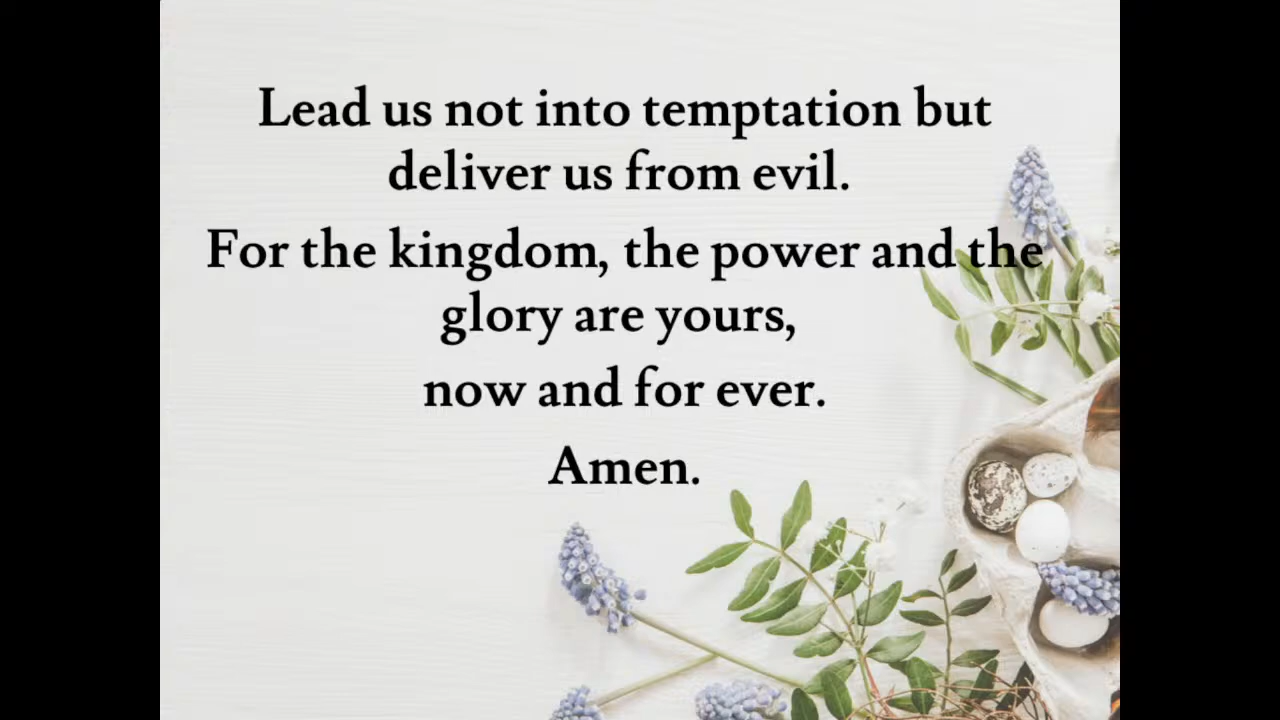 Lead us not into temptation but
deliver us from evil.
For the kingdom, the power and the
glory are yours,
now and for ever.
Amen.